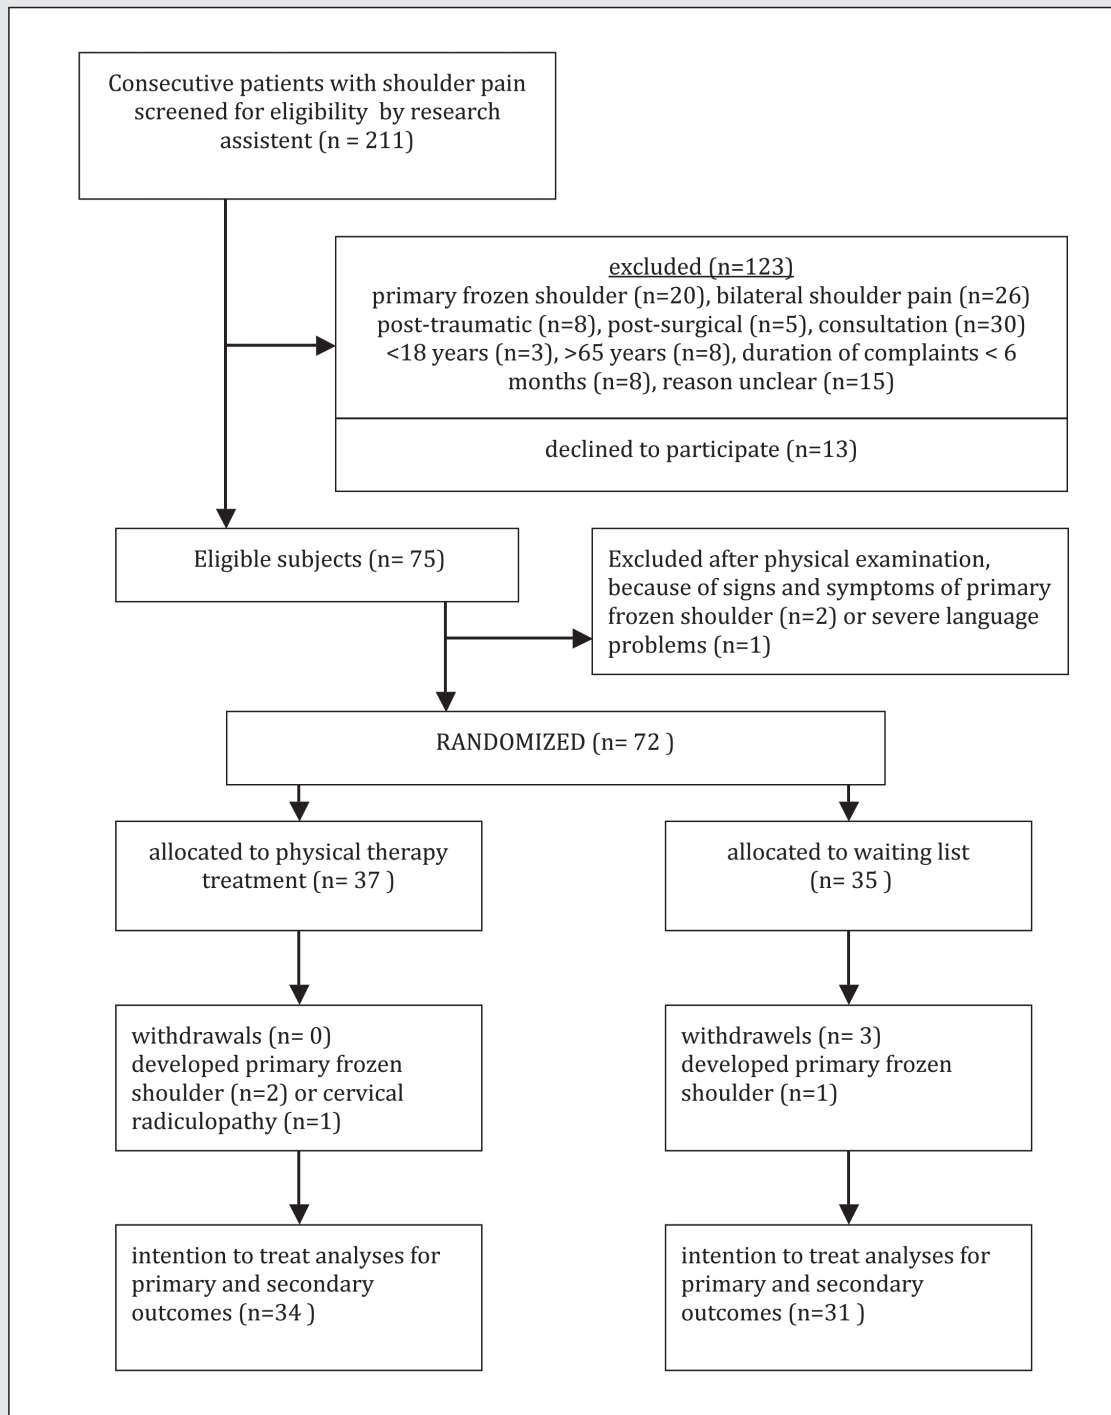 Consecutive patients with shoulder pain
screened for eligibility  by research
assistent (n = 211)
excluded (n=123)
primary frozen shoulder (n=20), bilateral shoulder pain (n=26)
post-traumatic (n=8), post-surgical (n=5), consultation (n=30)
<18 years (n=3), >65 years (n=8), duration of complaints < 6
months (n=8), reason unclear (n=15)
declined to participate (n=13)
Eligible subjects (n= 75)
Excluded after physical examination,
because of signs and symptoms of primary
frozen shoulder (n=2) or severe language
problems (n=1)
RANDOMIZED (n= 72 )
allocated to physical therapy
treatment (n= 37 )
allocated to waiting list
(n= 35 )
withdrawals (n= 0)
developed primary frozen
shoulder (n=2) or cervical
radiculopathy (n=1)
withdrawels (n= 3)
developed primary frozen
shoulder (n=1)
intention to treat analyses for
primary and secondary
outcomes (n=34 )
intention to treat analyses for
primary and secondary
outcomes (n=31 )